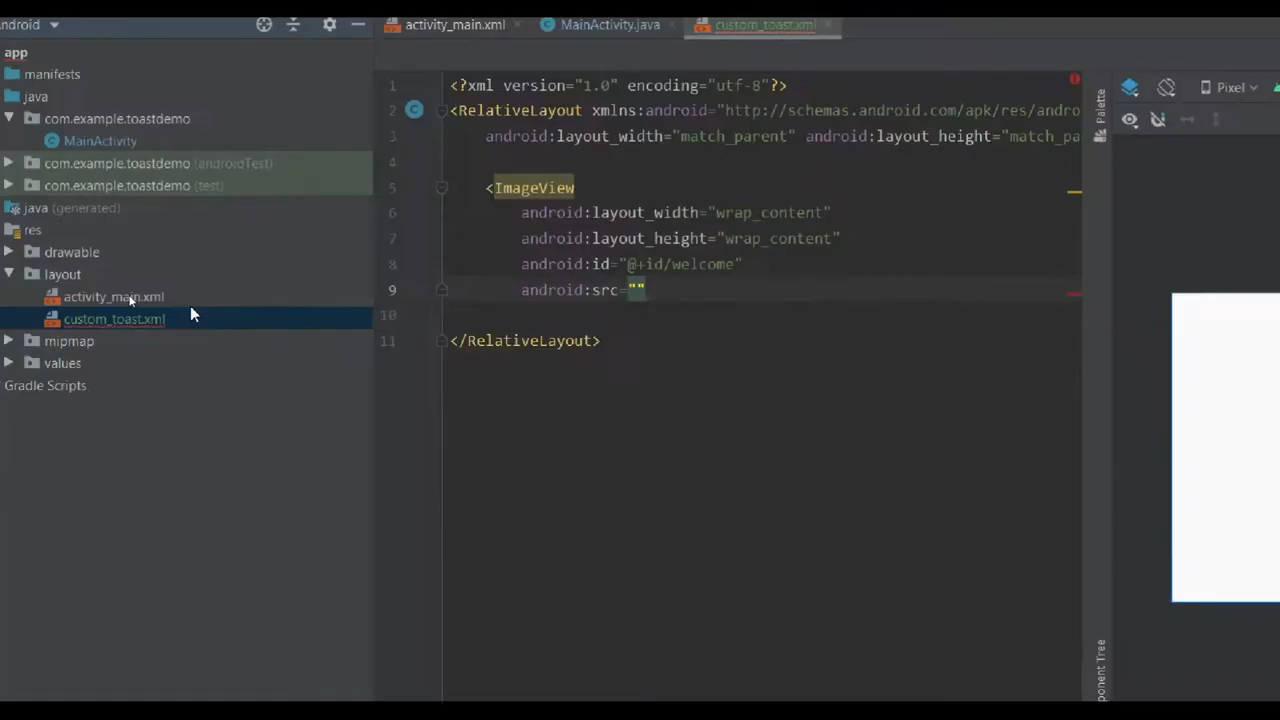 ndroid
app
manifests
java
com.example.toastdemo
MainActivity
com.example.toastdemo (androidTest)
com.example.toastdemo (test)
java (generated)
res
drawable
layout
activity_main.xml
custom_toast.xml
mipmap
values
Gradle Scripts
activity_main.xml
MainActivity.java
custom_toast.xml
1 <?xml version="1.0" encoding="utf-8"?>
2 <RelativeLayout xmlns:android="http://schemas.android.com/apk/res/andro
3 android:layout_width="match_parent" android:layout_height="match_pa
4
5 <ImageView
6 android:layout_width="wrap_content"
7 android:layout_height="wrap_content"
8 android:id="@+id/welcome"
9 android:src=""
10
11 </RelativeLayout>
Palette
Pixel
ponent Tree